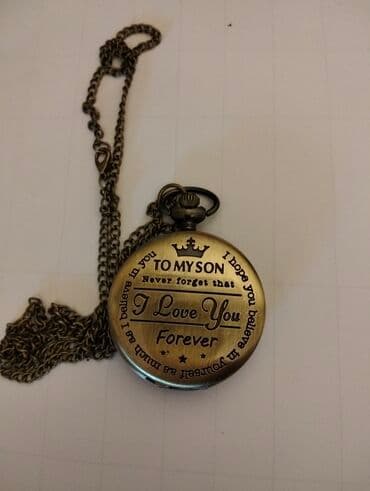 TO MY SON
Never forget that
I Love You
Forever
I hope you believe in yourself as much as I believe in you